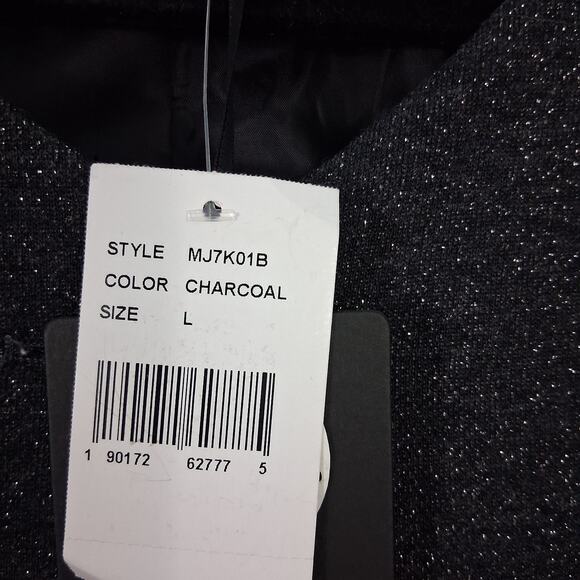 STYLE MJ7K01B
COLOR CHARCOAL
SIZE L
1 90172 62777 5